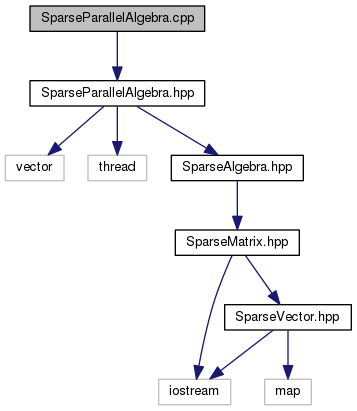 SparseParallelAlgebra.cpp
SparseParallelAlgebra.hpp
vector
thread
SparseAlgebra.hpp
SparseMatrix.hpp
SparseVector.hpp
iostream
map